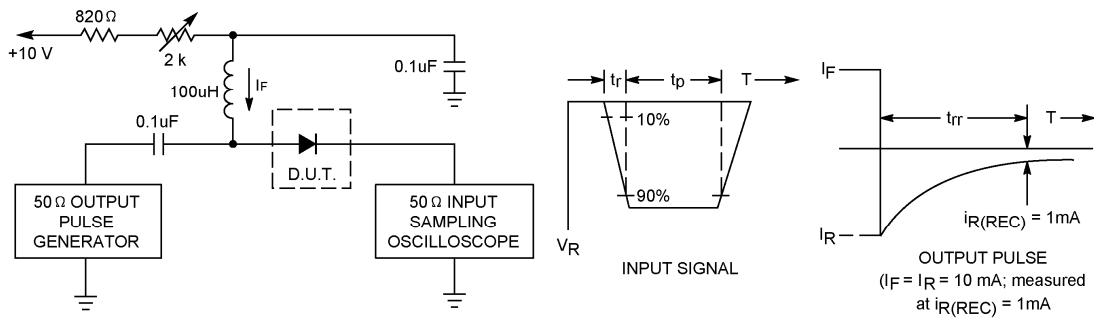 820Ω
+10 V
2 k
100uH
IF
0.1uF
0.1uF
D.U.T.
50Ω OUTPUT
PULSE
GENERATOR
50Ω INPUT
SAMPLING
OSCILLOSCOPE
tr
tp
T
10%
90%
VR
INPUT SIGNAL
IF
trr
T
IR
iR(REC) = 1mA
OUTPUT PULSE
(IF = IR = 10 mA; measured
at iR(REC) = 1mA